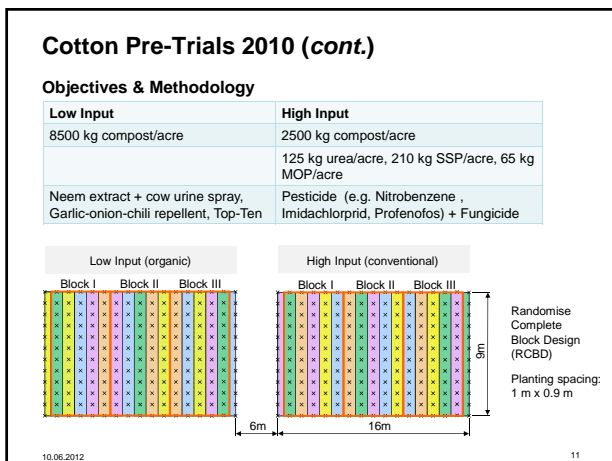 Cotton Pre-Trials 2010 (cont.)
Objectives & Methodology
Low Input High Input
8500 kg compost/acre 2500 kg compost/acre
125 kg urea/acre, 210 kg SSP/acre, 65 kg
MOP/acre
Neem extract + cow urine spray,
Garlic-onion-chili repellent, Top-Ten
Pesticide (e.g. Nitrobenzene ,
Imidachlorprid, Profenofos) + Fungicide
Low Input (organic) High Input (conventional)
Block I Block II Block III Block I Block II Block III
Randomise
Complete
Block Design
(RCBD)
Planting spacing:
1 m x 0.9 m
9m
6m 16m
10.06.2012 11